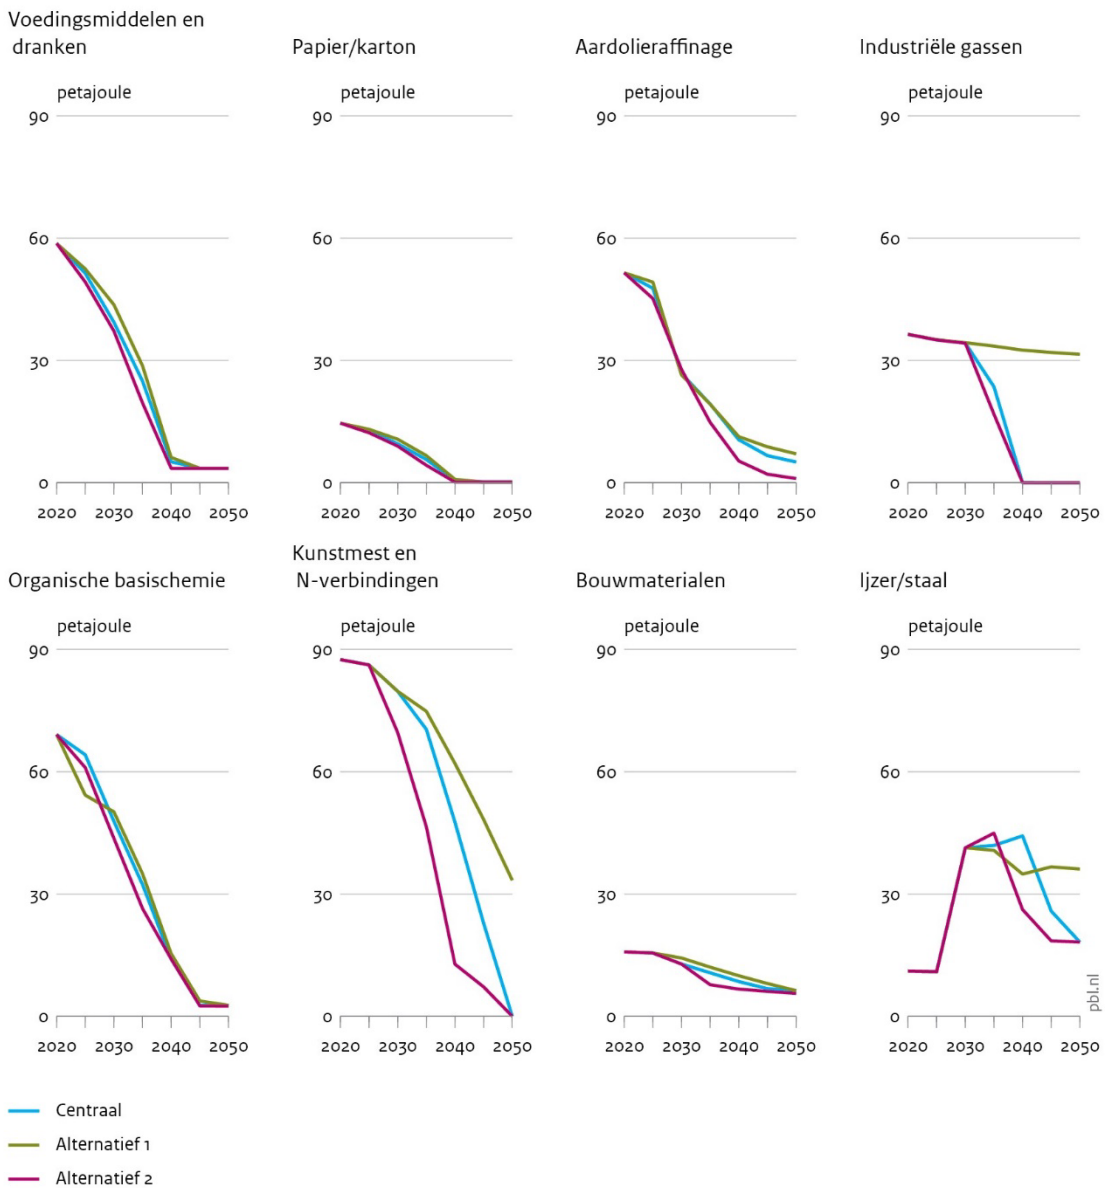 Voedingsmiddelen en
dranken
petajoule
90
60
30
0
2020 2030 2040 2050
Papier/karton
petajoule
90
60
30
0
2020 2030 2040 2050
Aardolieraffinage
petajoule
90
60
30
0
2020 2030 2040 2050
Industriële gassen
petajoule
90
60
30
0
2020 2030 2040 2050
Organische basischemie
petajoule
90
60
30
0
2020 2030 2040 2050
Kunstmest en
N-verbindingen
petajoule
90
60
30
0
2020 2030 2040 2050
Bouwmaterialen
petajoule
90
60
30
0
2020 2030 2040 2050
Ijzer/staal
petajoule
90
60
30
0
2020 2030 2040 2050
pbl.nl
Centraal
Alternatief 1
Alternatief 2